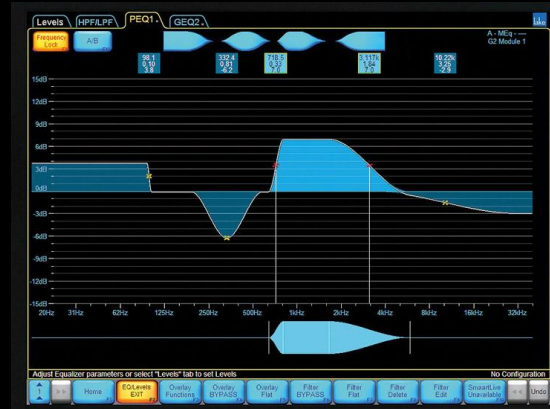 Levels HPF/LPF PEQ1 GEQ2 Lake
Frequency Lock A/B
A - MEq - ----
G2 Module 1
98.1 332.4 718.5 3.117k 10.22k
0.10 0.81 0.33 1.84 3.25
3.8 -6.2 7.0 7.0 -2.9
15dB
12dB
9dB
6dB
3dB
0dB
-3dB
-6dB
-9dB
-12dB
-15dB
20Hz 31Hz 62Hz 125Hz 250Hz 500Hz 1kHz 2kHz 4kHz 8kHz 16kHz 32kHz
Adjust Equalizer parameters or select "Levels" tab to set Levels No Configuration
1 >> Home EQ/Levels EXIT Overlay Functions Overlay BYPASS Overlay Flat Filter BYPASS Filter Flat Filter Delete Filter Edit SmaartLive Unavailable << Undo